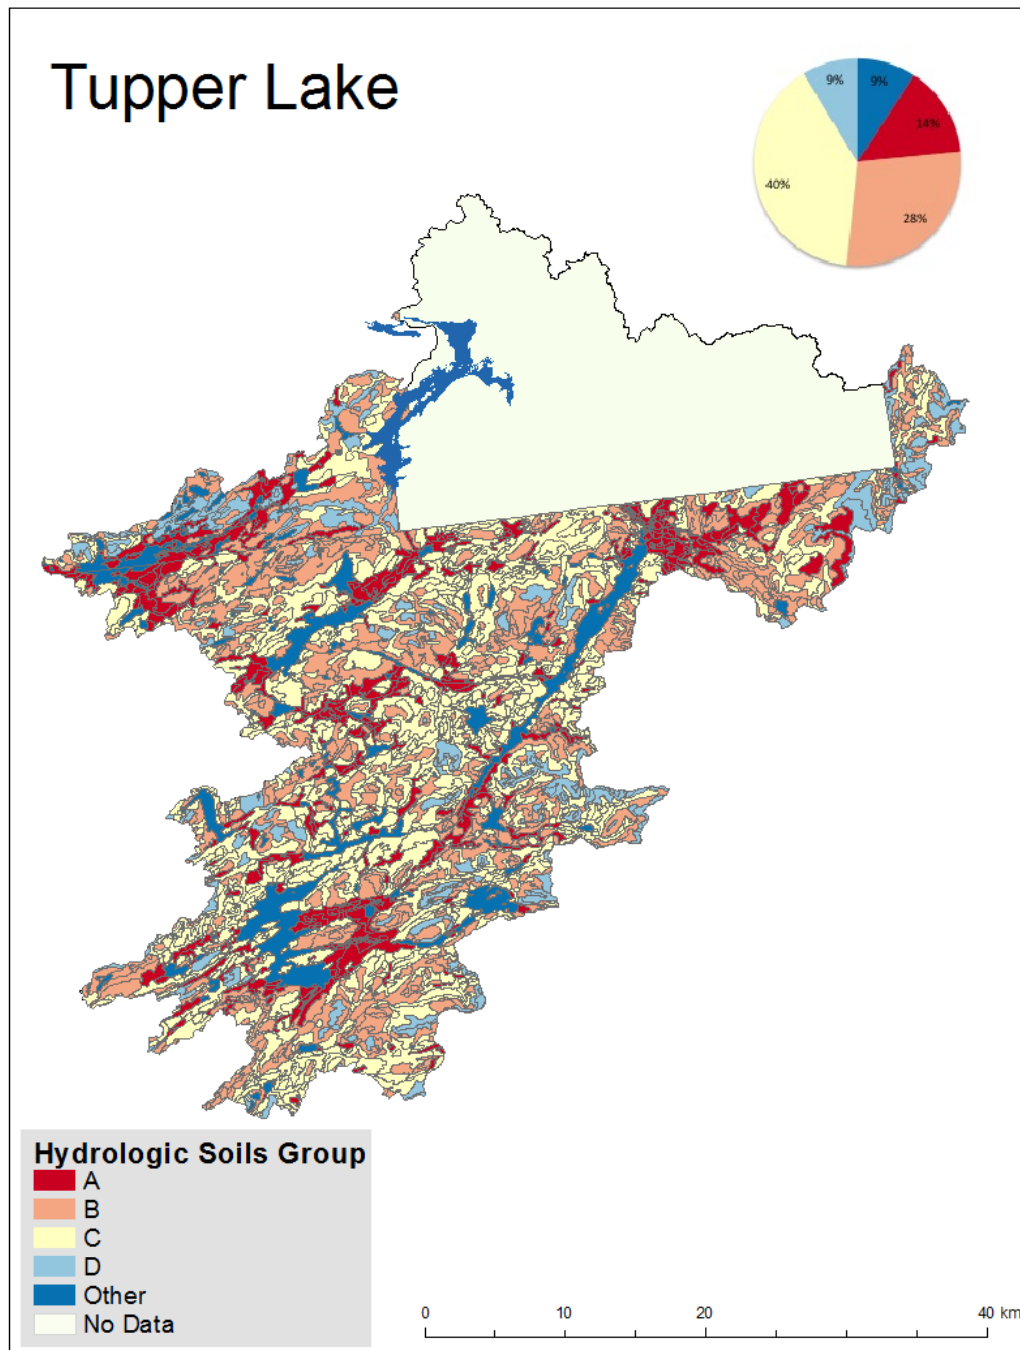 Tupper Lake
9%
9%
14%
40%
28%
Hydrologic Soils Group
A
B
C
D
Other
No Data
0
10
20
40 km